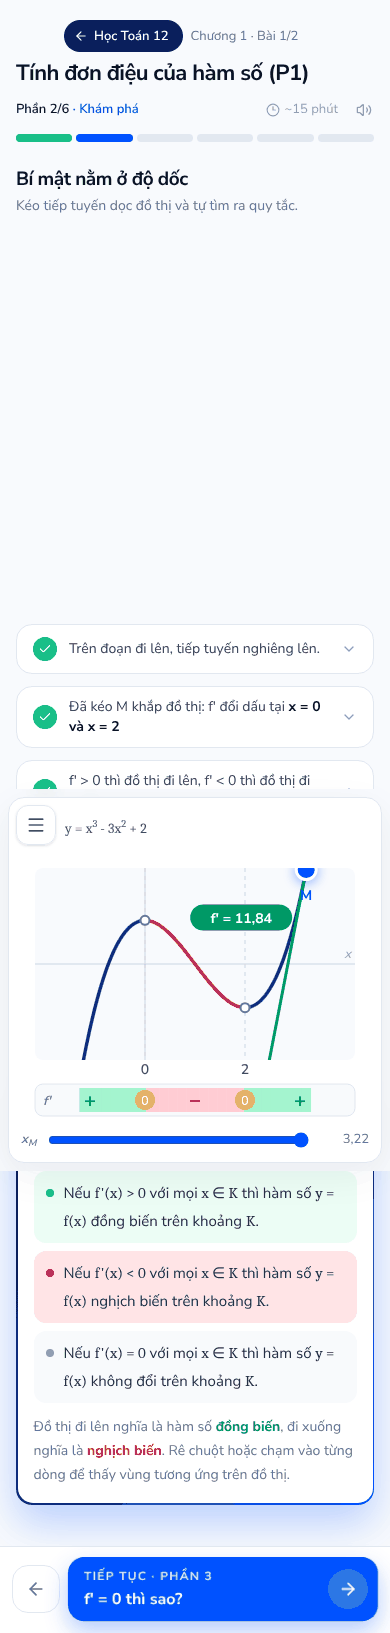 Học Toán 12
Chương 1 · Bài 1/2
Tính đơn điệu của hàm số (P1)
Phần 2/6 · Khám phá
~15 phút
Bí mật nằm ở độ dốc
Kéo tiếp tuyến dọc đồ thị và tự tìm ra quy tắc.
Trên đoạn đi lên, tiếp tuyến nghiêng lên.
Đã kéo M khắp đồ thị: f' đổi dấu tại x = 0
và x = 2
f' > 0 thì đồ thị đi lên, f' < 0 thì đồ thị đi
y = x³ - 3x² + 2
M
f' = 11,84
x
0 2
f' + 0 − 0 +
x_M 3,22
Nếu f'(x) > 0 với mọi x ∈ K thì hàm số y =
f(x) đồng biến trên khoảng K.
Nếu f'(x) < 0 với mọi x ∈ K thì hàm số y =
f(x) nghịch biến trên khoảng K.
Nếu f'(x) = 0 với mọi x ∈ K thì hàm số y =
f(x) không đổi trên khoảng K.
Đồ thị đi lên nghĩa là hàm số đồng biến, đi xuống
nghĩa là nghịch biến. Rê chuột hoặc chạm vào từng
dòng để thấy vùng tương ứng trên đồ thị.
TIẾP TỤC · PHẦN 3
f' = 0 thì sao?